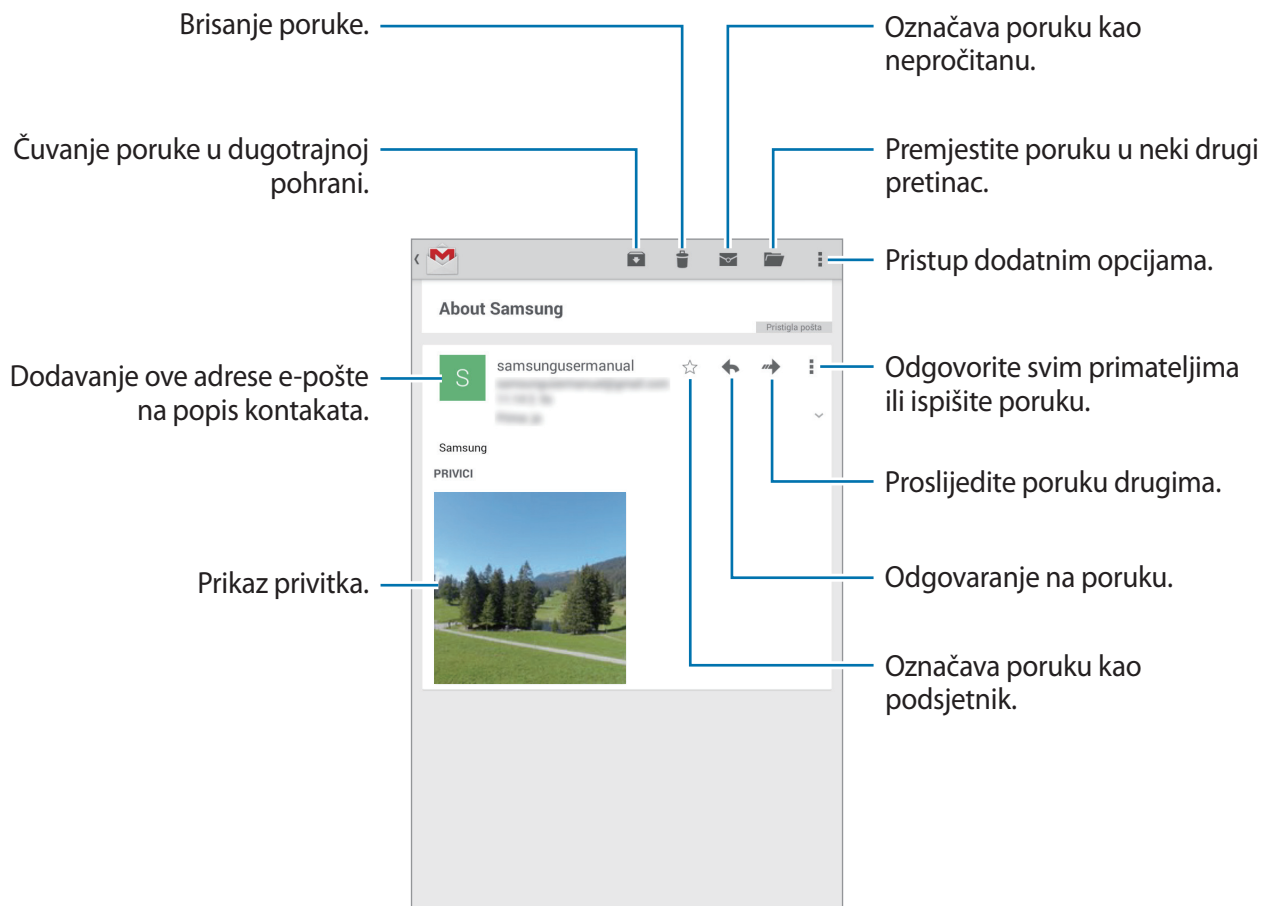 Brisanje poruke.
Označava poruku kao
nepročitanu.
Čuvanje poruke u dugotrajnoj
pohrani.
Premjestite poruku u neki drugi
pretinac.
Pristup dodatnim opcijama.
About Samsung
Pristigla pošta
Dodavanje ove adrese e-pošte
na popis kontakata.
S
samsungusermanual
Odgovorite svim primateljima
ili ispišite poruku.
Samsung
PRIVICI
Proslijedite poruku drugima.
Prikaz privitka.
Odgovaranje na poruku.
Označava poruku kao
podsjetnik.